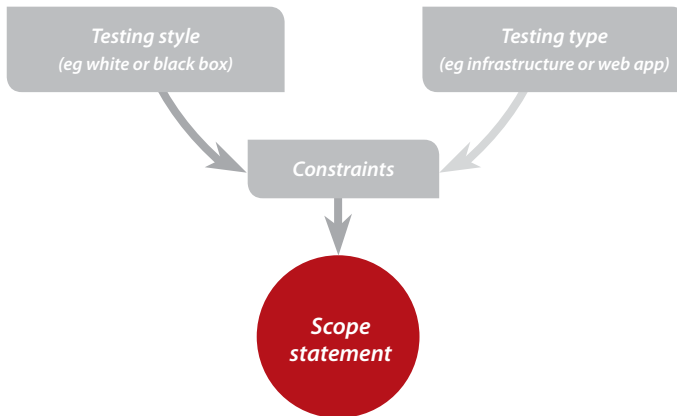 Testing style
(eg white or black box)
Testing type
(eg infrastructure or web app)
Constraints
Scope
statement